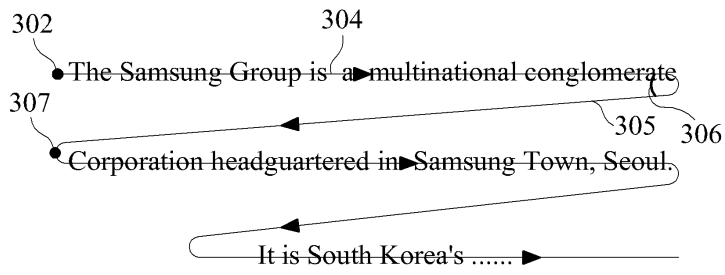 302
304
The Samsung Group is a multinational conglomerate
307
305
306
Corporation headguartered in Samsung Town, Seoul.
It is South Korea's ......